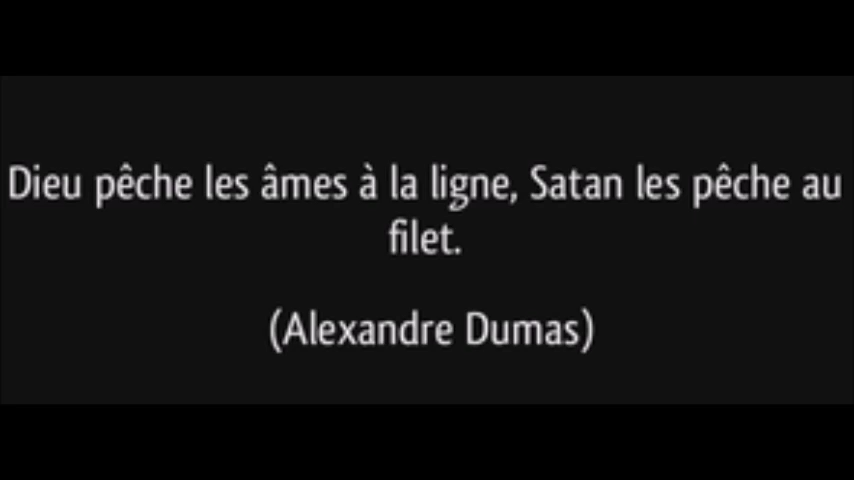 Dieu pêche les âmes à la ligne, Satan les pêche au
filet.
(Alexandre Dumas)